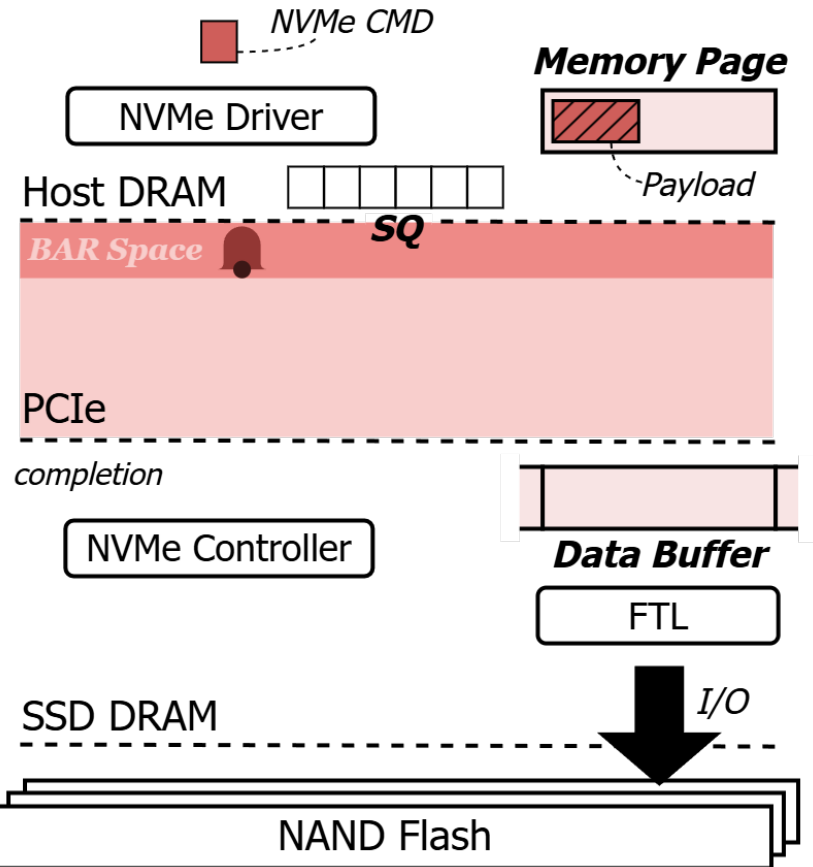 NVMe CMD
Memory Page
NVMe Driver
Payload
Host DRAM
SQ
BAR Space
PCIe
completion
NVMe Controller
Data Buffer
FTL
I/O
SSD DRAM
NAND Flash